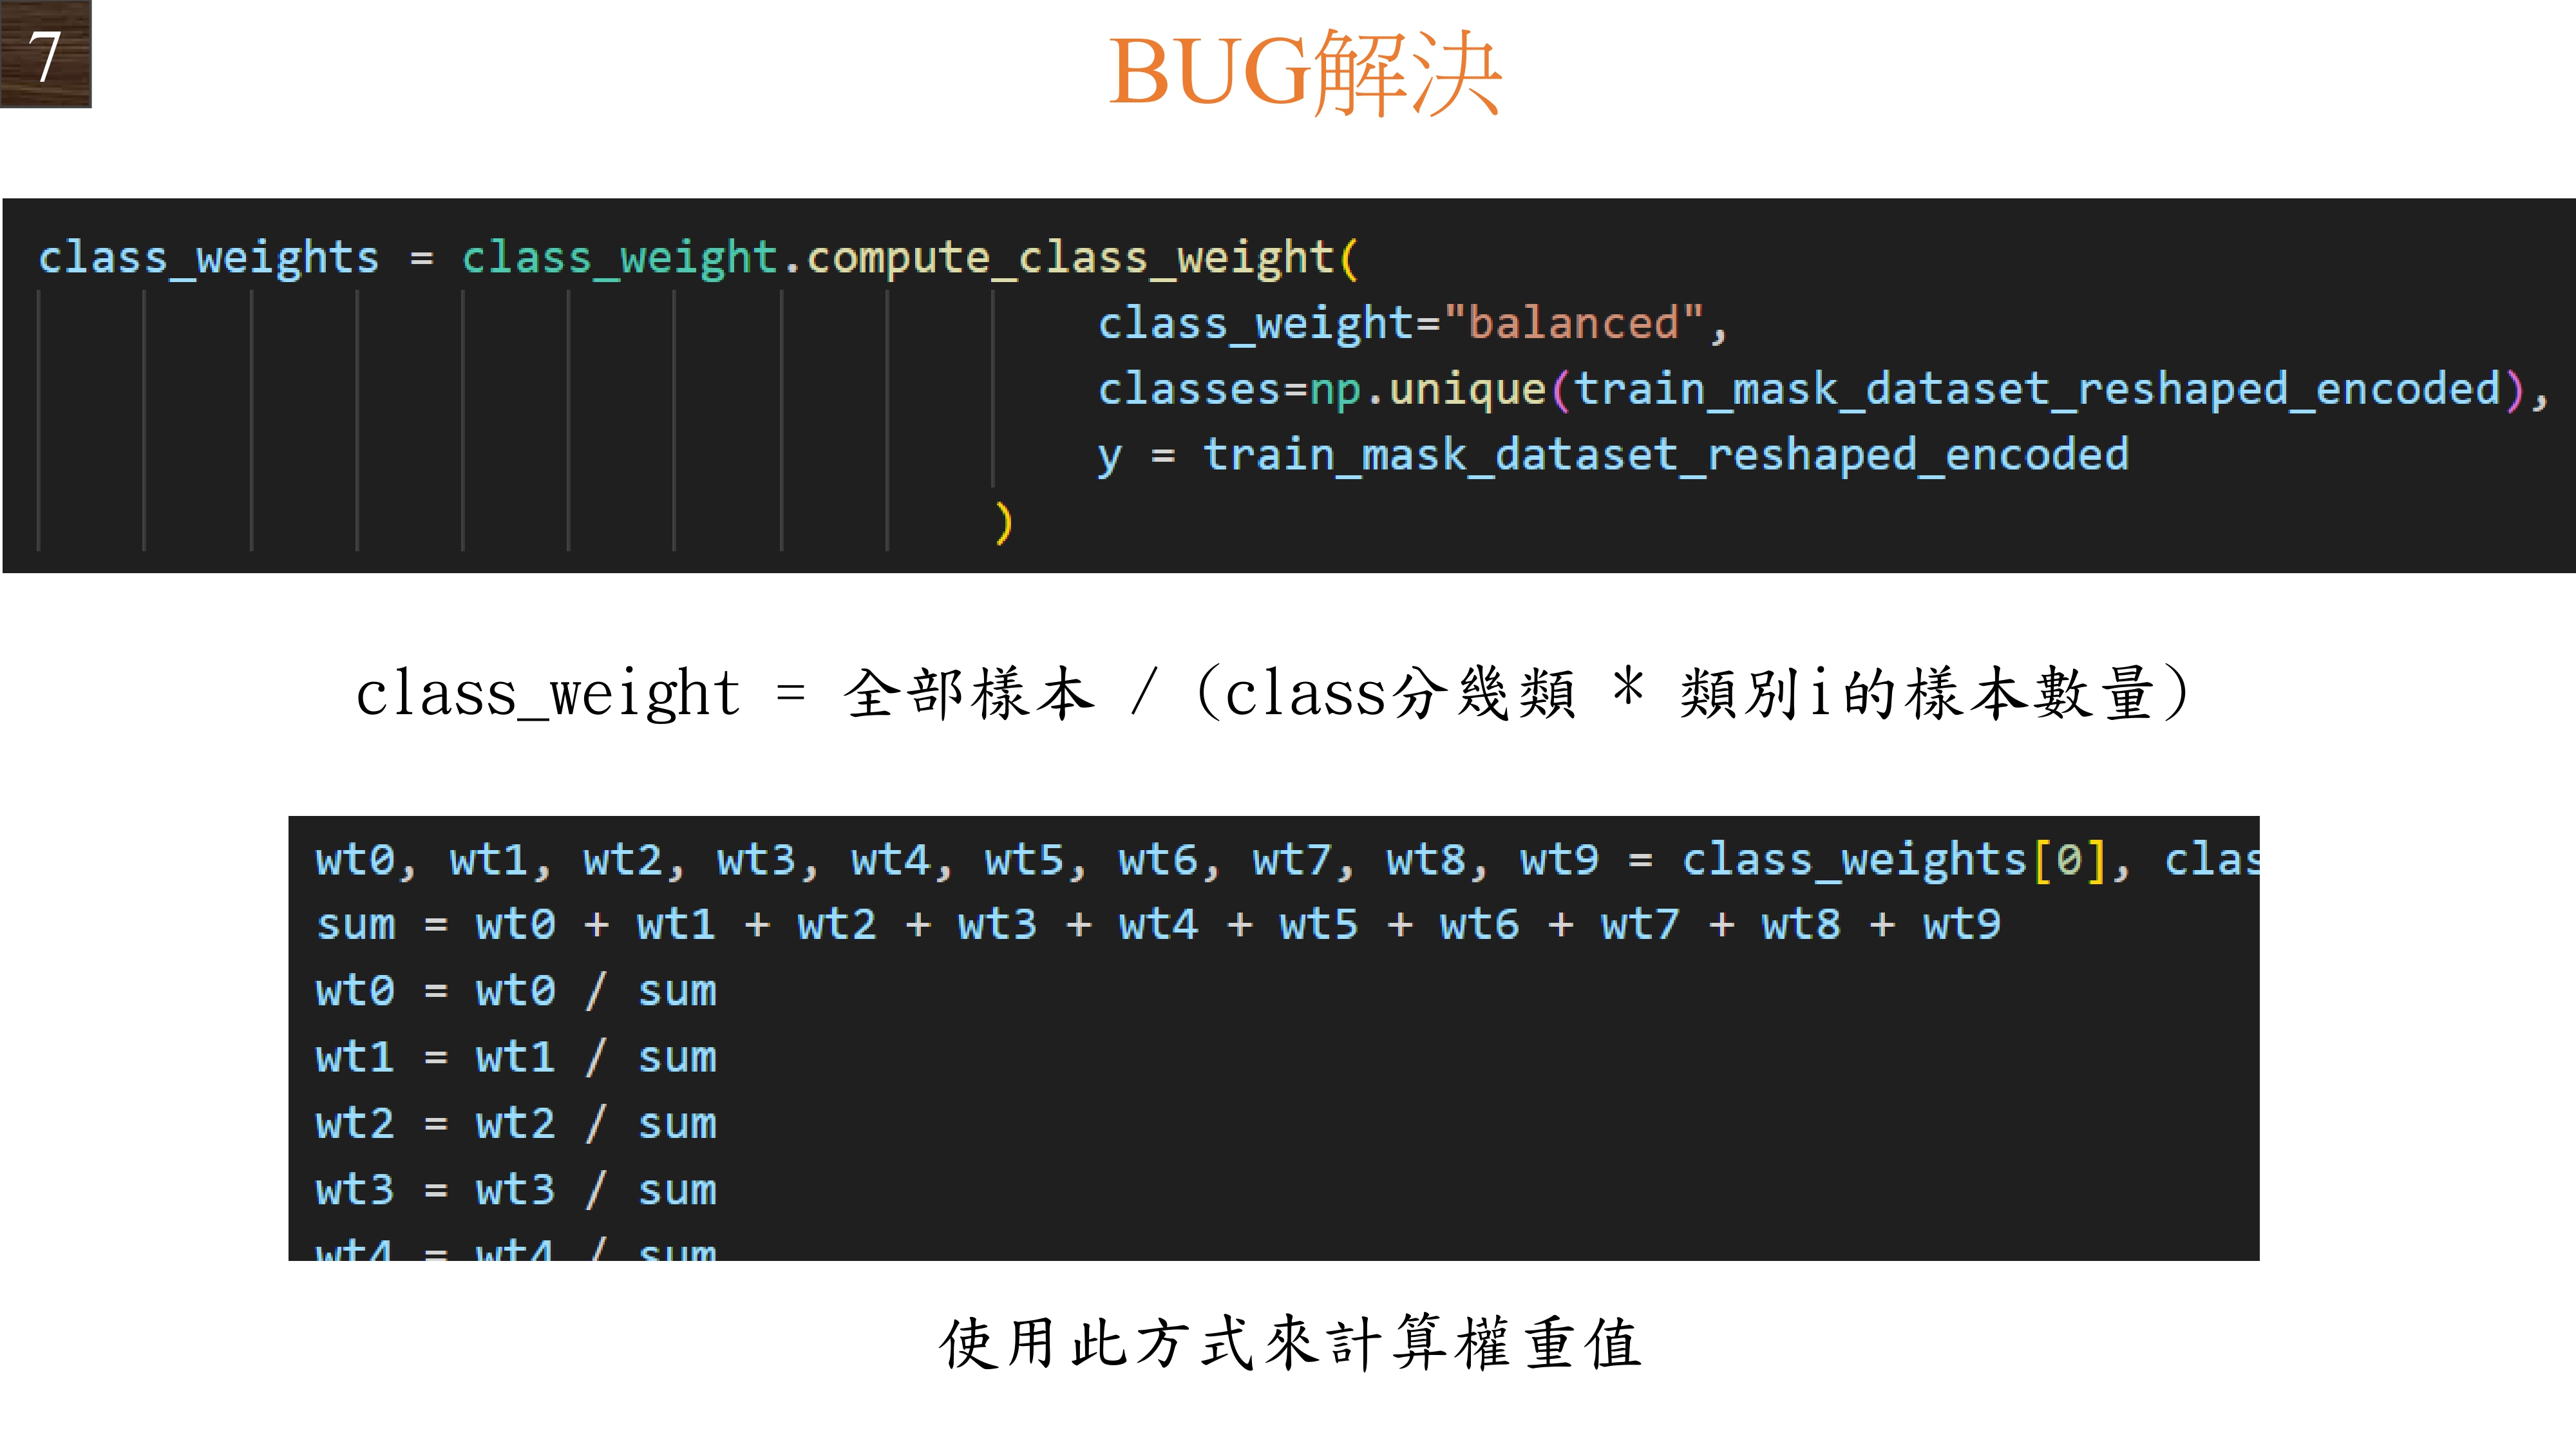 7
BUG解決
class_weights = class_weight.compute_class_weight(
class_weight="balanced",
classes=np.unique(train_mask_dataset_reshaped_encoded),
y = train_mask_dataset_reshaped_encoded
)
class_weight = 全部樣本 / (class分幾類 * 類別i的樣本數量)
wt0, wt1, wt2, wt3, wt4, wt5, wt6, wt7, wt8, wt9 = class_weights[0], clas
sum = wt0 + wt1 + wt2 + wt3 + wt4 + wt5 + wt6 + wt7 + wt8 + wt9
wt0 = wt0 / sum
wt1 = wt1 / sum
wt2 = wt2 / sum
wt3 = wt3 / sum
wt4 = wt4 / sum
使用此方式來計算權重值